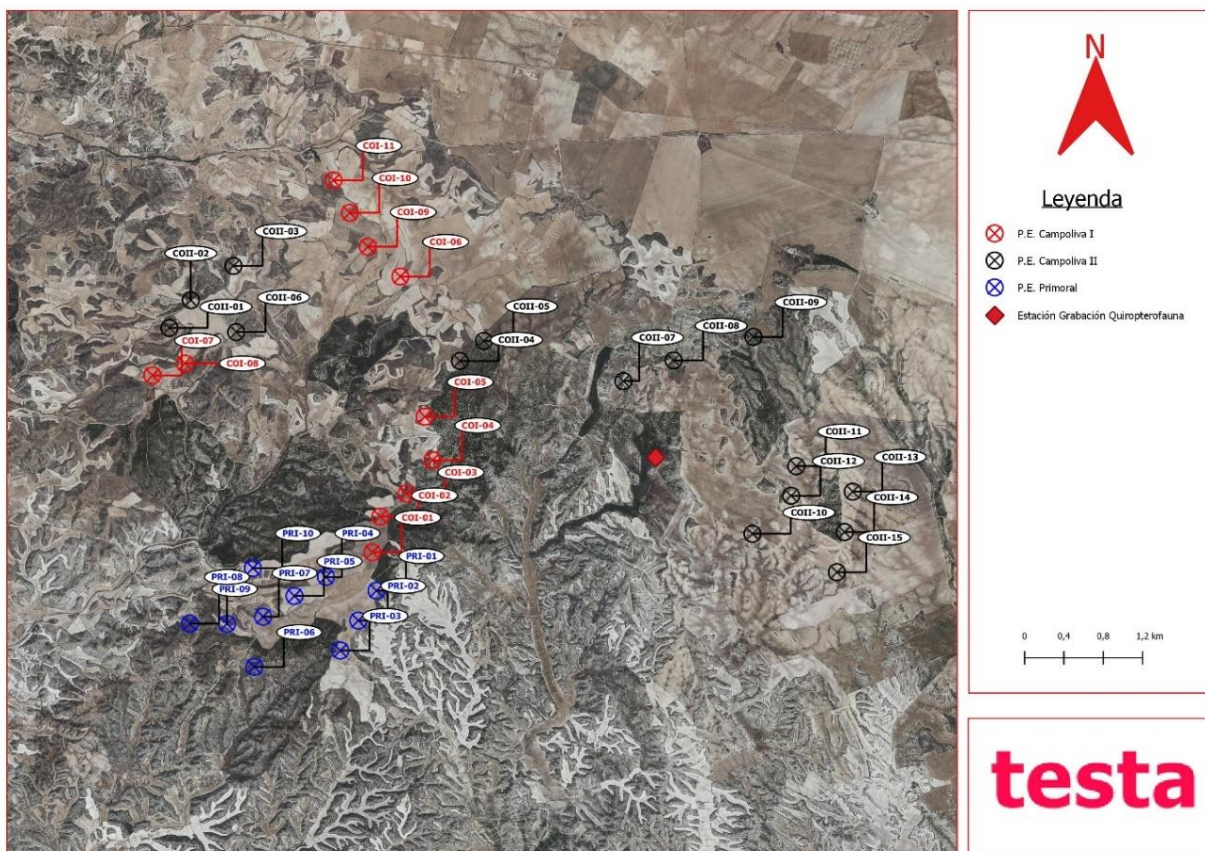 COI-11
COI-10
COI-09
COII-03
COI-06
COII-02
COII-01
COII-06
COII-05
COII-09
COI-07
COII-04
COII-07
COII-08
COI-08
COI-05
COI-04
COII-11
COI-03
COII-12
COII-13
COI-02
COII-14
COI-01
COII-10
PRI-10
PRI-04
COII-15
PRI-01
PRI-05
PRI-08
PRI-07
PRI-09
PRI-02
PRI-03
PRI-06
N
Leyenda
P.E. Campoliva I
P.E. Campoliva II
P.E. Primoral
Estación Grabación Quiropterofauna
0 0,4 0,8 1,2 km
testa